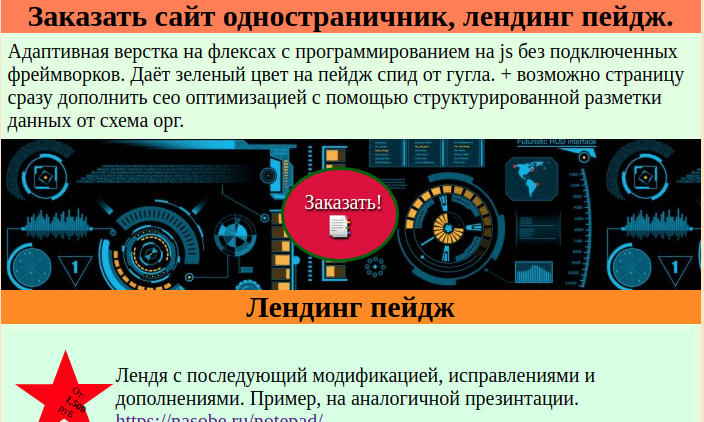 Заказать сайт одностраничник, лендинг пейдж.
Адаптивная верстка на флексах с программированием на js без подключенных
фреймворков. Даёт зеленый цвет на пейдж спид от гугла. + возможно страницу
сразу дополнить сео оптимизацией с помощью структурированной разметки
данных от схема орг.
Futuristic HUD interface
Заказать!
1
1
Лендинг пейдж
От
1,500
руб
Лендя с последующий модификацией, исправлениями и
дополнениями. Пример, на аналогичной презинтации.
https://nasobe.ru/notepad/